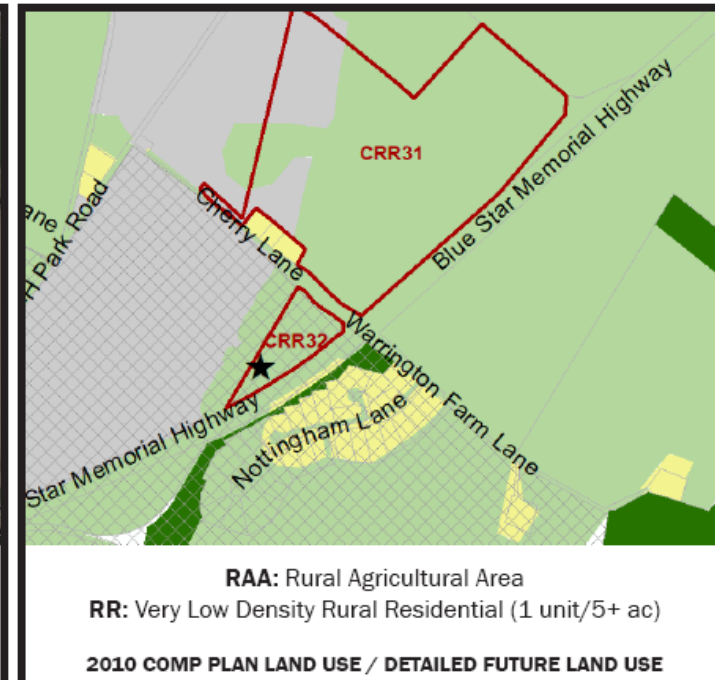 CRR31
Blue Star Memorial Highway
ane
H Park Road
Cherry Lane
CRR32
Warrington Farm Lane
Star Memorial Highway
Nottingham Lane
RAA: Rural Agricultural Area
RR: Very Low Density Rural Residential (1 unit/5+ ac)
2010 COMP PLAN LAND USE / DETAILED FUTURE LAND USE